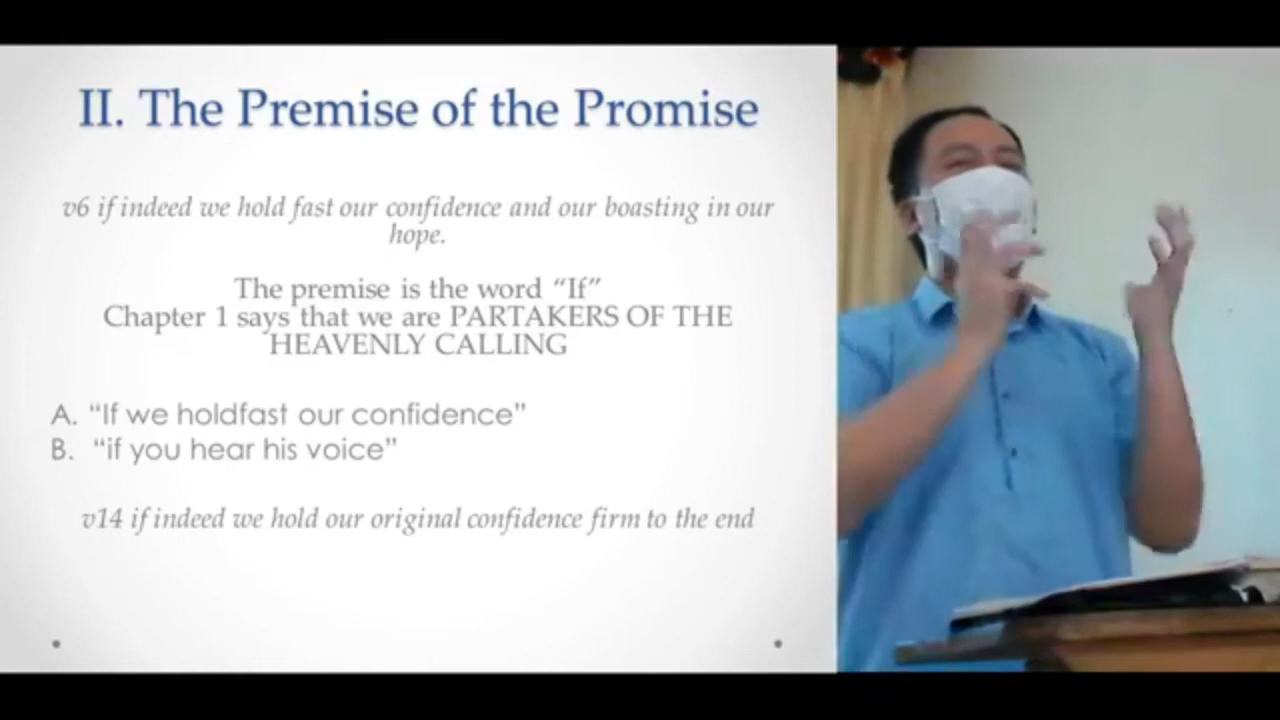 II. The Premise of the Promise
v6 if indeed we hold fast our confidence and our boasting in our
hope.
The premise is the word “If”
Chapter 1 says that we are PARTAKERS OF THE
HEAVENLY CALLING
A. “If we holdfast our confidence”
B. “if you hear his voice”
v14 if indeed we hold our original confidence firm to the end